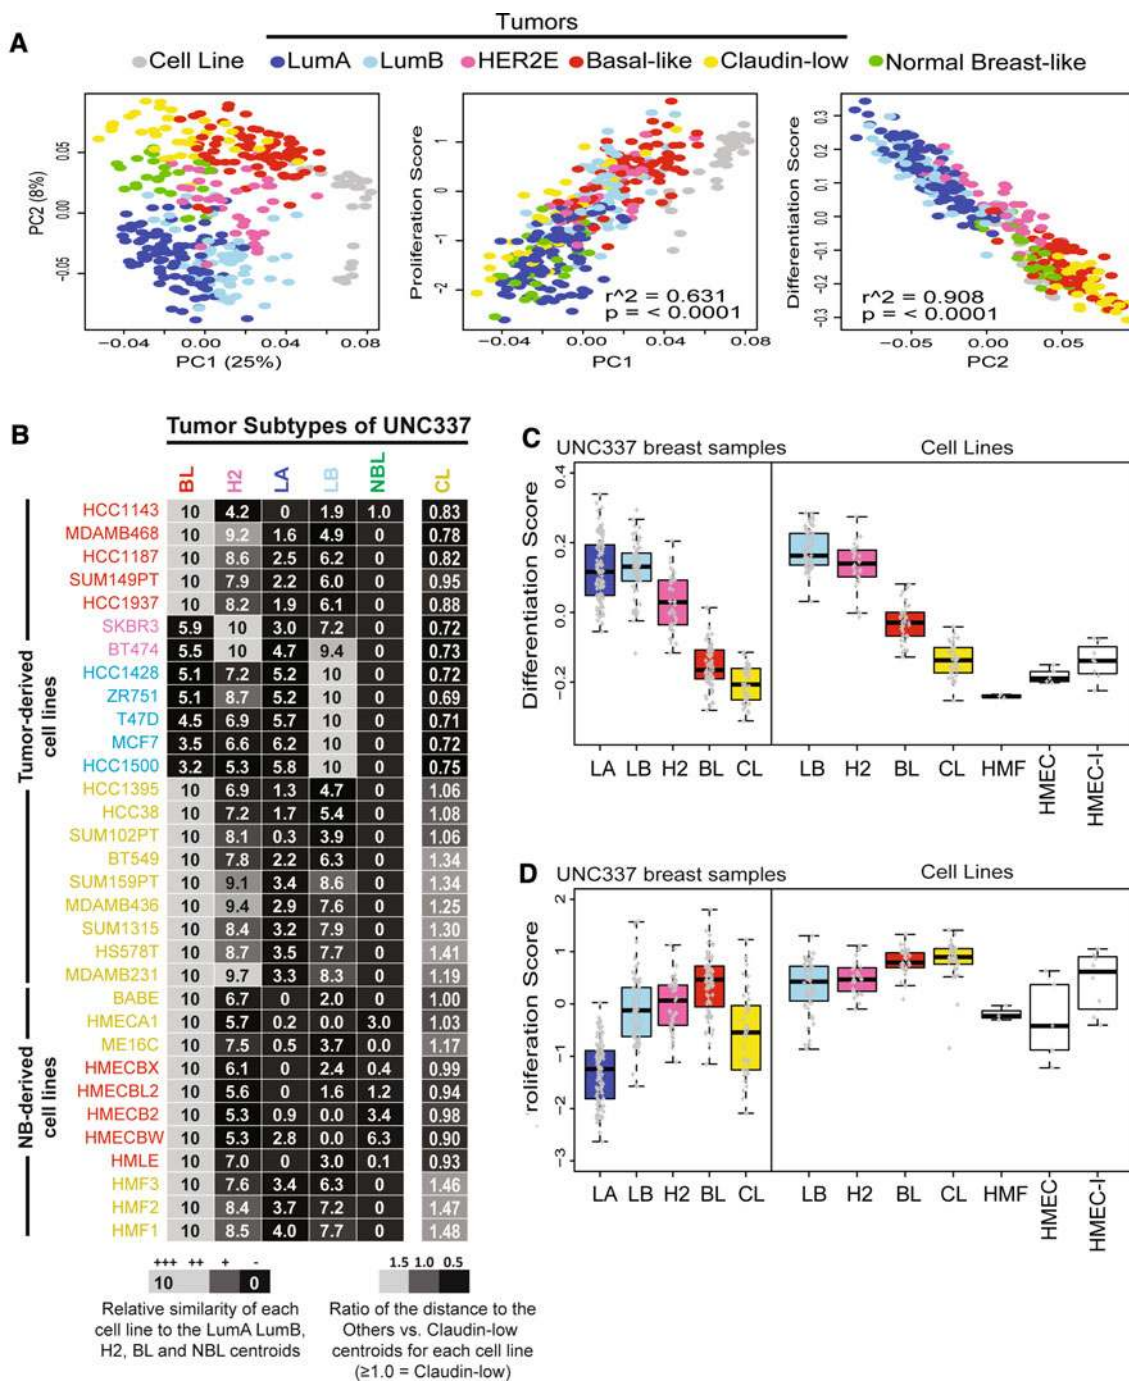 A
Tumors
Cell Line LumA LumB HER2E Basal-like Claudin-low Normal Breast-like
PC2 (8%)
0.05
0.00
-0.05
-0.04 0.00 0.04 0.08
PC1 (25%)
Proliferation Score
1
0
-1
-2
r^2 = 0.631
p = < 0.0001
-0.04 0.00 0.04 0.08
PC1
Differentiation Score
0.3
0.2
0.1
0.0
-0.1
-0.2
-0.3
r^2 = 0.908
p = < 0.0001
-0.05 0.00 0.05
PC2
B
Tumor Subtypes of UNC337
BL H2 LA LB NBL CL
Tumor-derived cell lines
NB-derived cell lines
HCC1143 10 4.2 0 1.9 1.0 0.83
MDAMB468 10 9.2 1.6 4.9 0 0.78
HCC1187 10 8.6 2.5 6.2 0 0.82
SUM149PT 10 7.9 2.2 6.0 0 0.95
HCC1937 10 8.2 1.9 6.1 0 0.88
SKBR3 5.9 10 3.0 7.2 0 0.72
BT474 5.5 10 4.7 9.4 0 0.73
HCC1428 5.1 7.2 5.2 10 0 0.72
ZR751 5.1 8.7 5.2 10 0 0.69
T47D 4.5 6.9 5.7 10 0 0.71
MCF7 3.5 6.6 6.2 10 0 0.72
HCC1500 3.2 5.3 5.8 10 0 0.75
HCC1395 10 6.9 1.3 4.7 0 1.06
HCC38 10 7.2 1.7 5.4 0 1.08
SUM102PT 10 8.1 0.3 3.9 0 1.06
BT549 10 7.8 2.2 6.3 0 1.34
SUM159PT 10 9.1 3.4 8.6 0 1.34
MDAMB436 10 9.4 2.9 7.6 0 1.25
SUM1315 10 8.4 3.2 7.9 0 1.30
HS578T 10 8.7 3.5 7.7 0 1.41
MDAMB231 10 9.7 3.3 8.3 0 1.19
BABE 10 6.7 0 2.0 0 1.00
HMECA1 10 5.7 0.2 0.0 3.0 1.03
ME16C 10 7.5 0.5 3.7 0.0 1.17
HMECBX 10 6.1 0 2.4 0.4 0.99
HMECBL2 10 5.6 0 1.6 1.2 0.94
HMECB2 10 5.3 0.9 0.0 3.4 0.98
HMECBW 10 5.3 2.8 0.0 6.3 0.90
HMLE 10 7.0 0 3.0 0.1 0.93
HMF3 10 7.6 3.4 6.3 0 1.46
HMF2 10 8.4 3.7 7.2 0 1.47
HMF1 10 8.5 4.0 7.7 0 1.48
+++ ++ + -
10 0
Relative similarity of each
cell line to the LumA LumB,
H2, BL and NBL centroids
1.5 1.0 0.5
Ratio of the distance to the
Others vs. Claudin-low
centroids for each cell line
(≥1.0 = Claudin-low)
C
UNC337 breast samples Cell Lines
Differentiation Score
0.4
0.2
0.0
-0.2
LA LB H2 BL CL LB H2 BL CL HMF HMEC HMEC-I
D
UNC337 breast samples Cell Lines
roliferation Score
2
1
0
-1
-2
-3
LA LB H2 BL CL LB H2 BL CL HMF HMEC HMEC-I